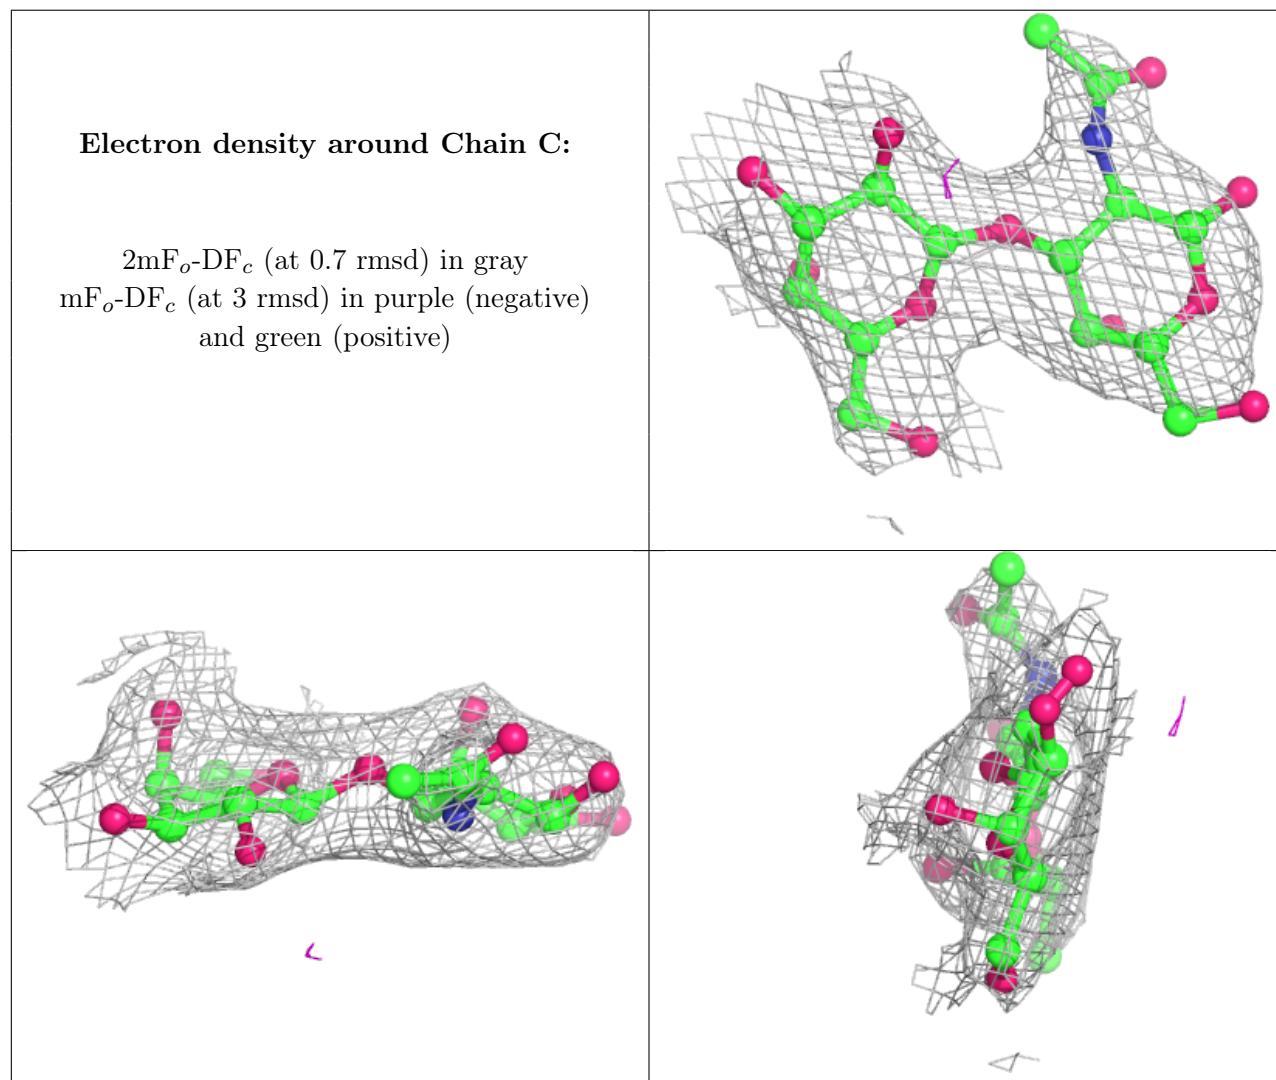 Electron density around Chain C:
2mF$_o$-DF$_c$ (at 0.7 rmsd) in gray
mF$_o$-DF$_c$ (at 3 rmsd) in purple (negative)
and green (positive)